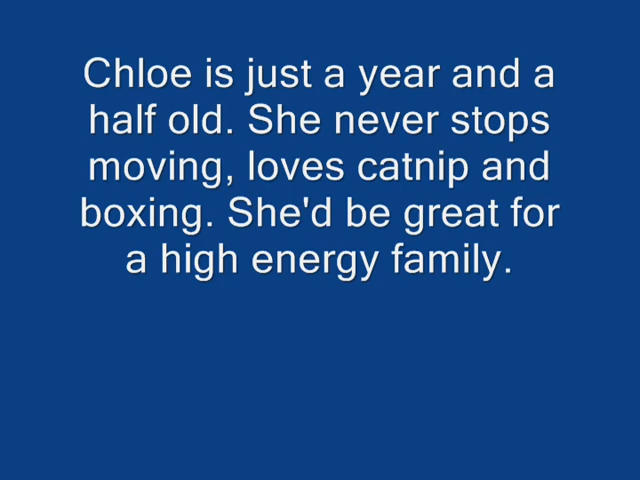 Chloe is just a year and a
half old. She never stops
moving, loves catnip and
boxing. She'd be great for
a high energy family.